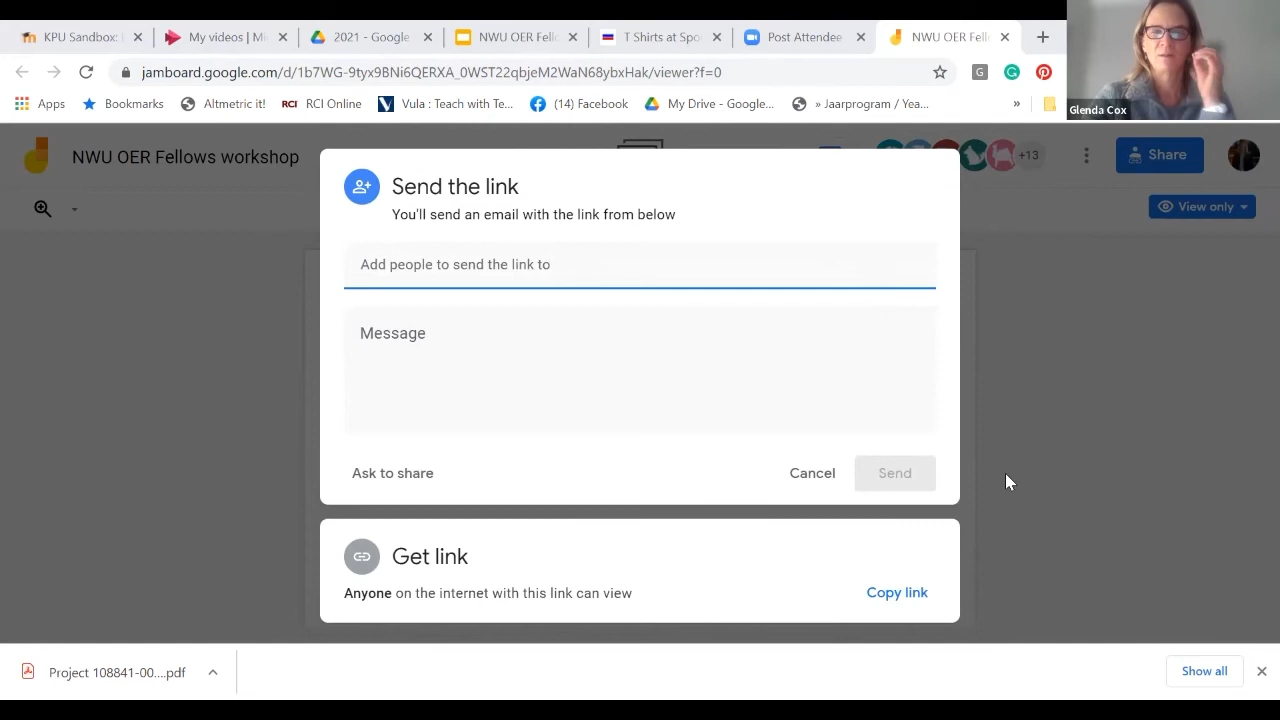 KPU Sandbox:
My videos | Mi
2021 - Google
NWU OER Fello
T Shirts at Spo
Post Attendee
NWU OER Fell
jamboard.google.com/d/1b7WG-9tyx9BNi6QERXA_0WST22qbjeM2WaN68ybxHak/viewer?f=0
Apps
Bookmarks
Altmetric it!
RCI
RCI Online
Vula : Teach with Te...
(14) Facebook
My Drive - Google...
» Jaarprogram / Yea...
»
Glenda Cox
NWU OER Fellows workshop
+13
Share
View only
Send the link
You'll send an email with the link from below
Add people to send the link to
Message
Ask to share
Cancel
Send
Get link
Anyone on the internet with this link can view
Copy link
Project 108841-00....pdf
Show all